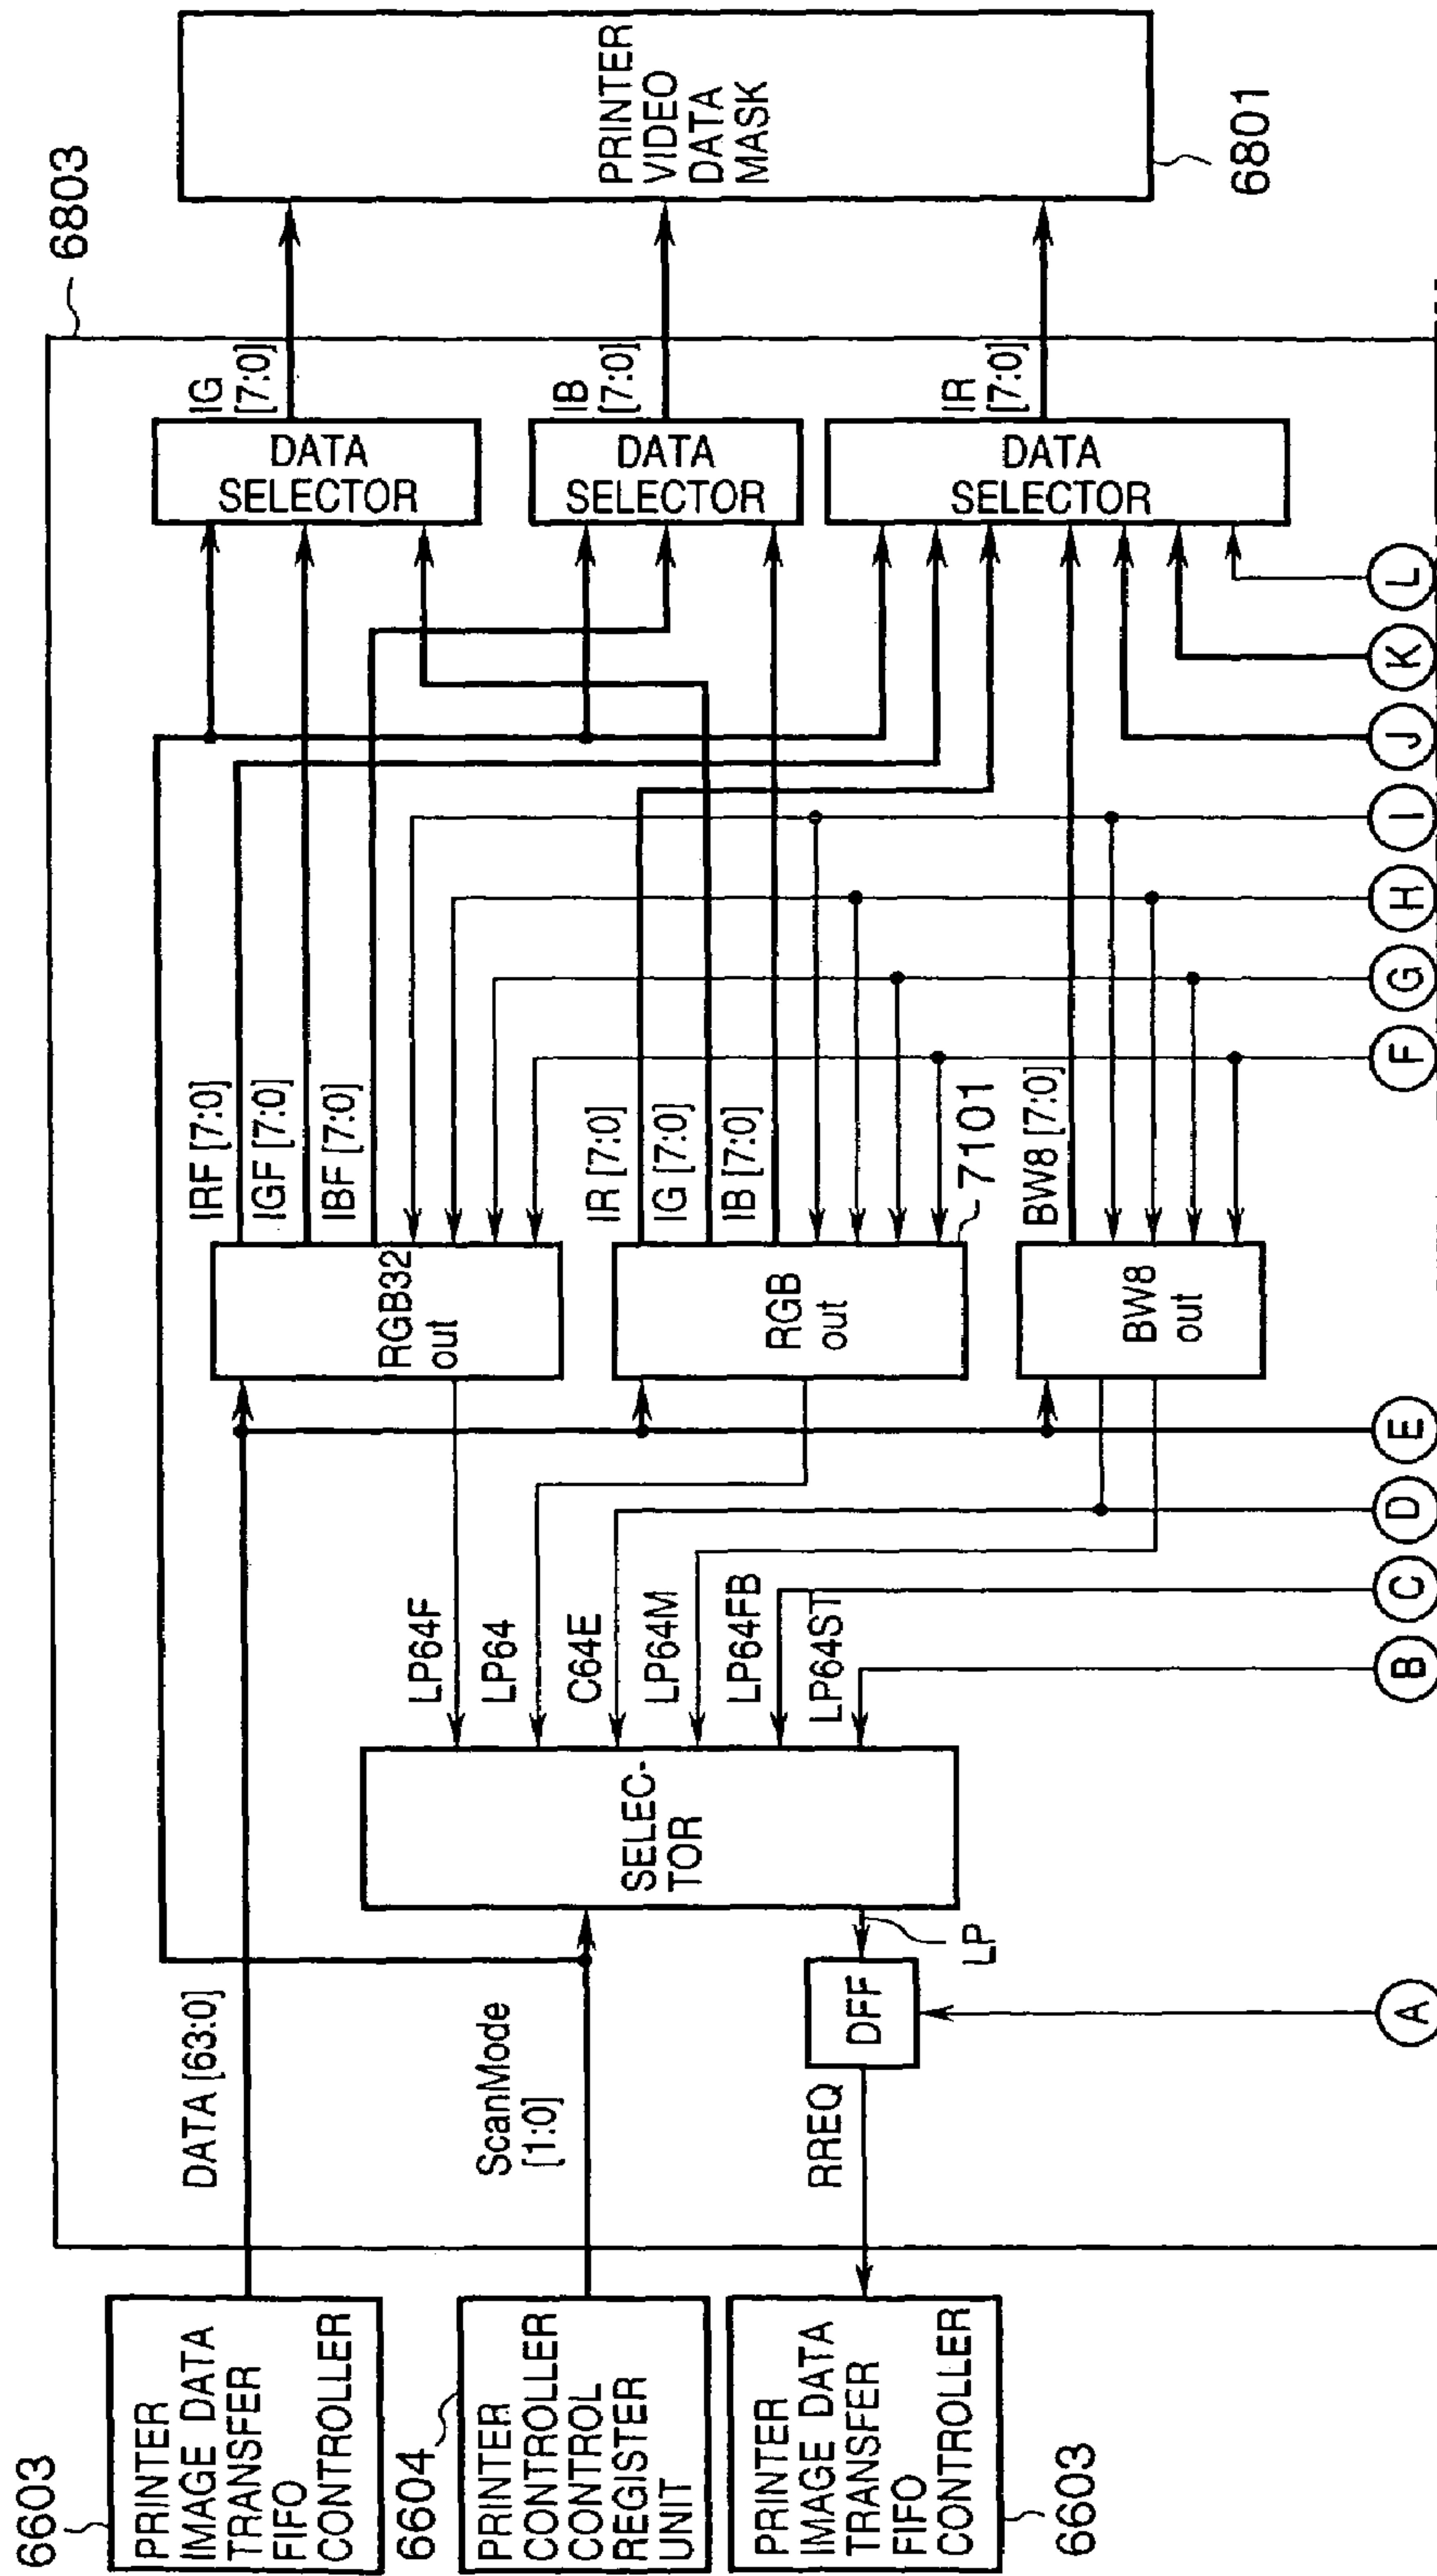 6603
PRINTER
IMAGE DATA
TRANSFER
FIFO
CONTROLLER
6604
PRINTER
CONTROLLER
CONTROL
REGISTER
UNIT
PRINTER
IMAGE DATA
TRANSFER
FIFO
CONTROLLER
6603
DATA [63:0]
ScanMode
[1:0]
RREQ
DFF
LP
SELEC-
TOR
LP64F
LP64
C64E
LP64M
LP64FB
LP64ST
RGB32
out
RGB
out
BW8
out
7101
IRF [7:0]
IGF [7:0]
IBF [7:0]
IR [7:0]
IG [7:0]
IB [7:0]
BW8 [7:0]
DATA
SELECTOR
DATA
SELECTOR
DATA
SELECTOR
IG
[7:0]
IB
[7:0]
IR
[7:0]
6803
PRINTER
VIDEO
DATA
MASK
6801
A
B
C
D
E
F
G
H
I
J
K
L